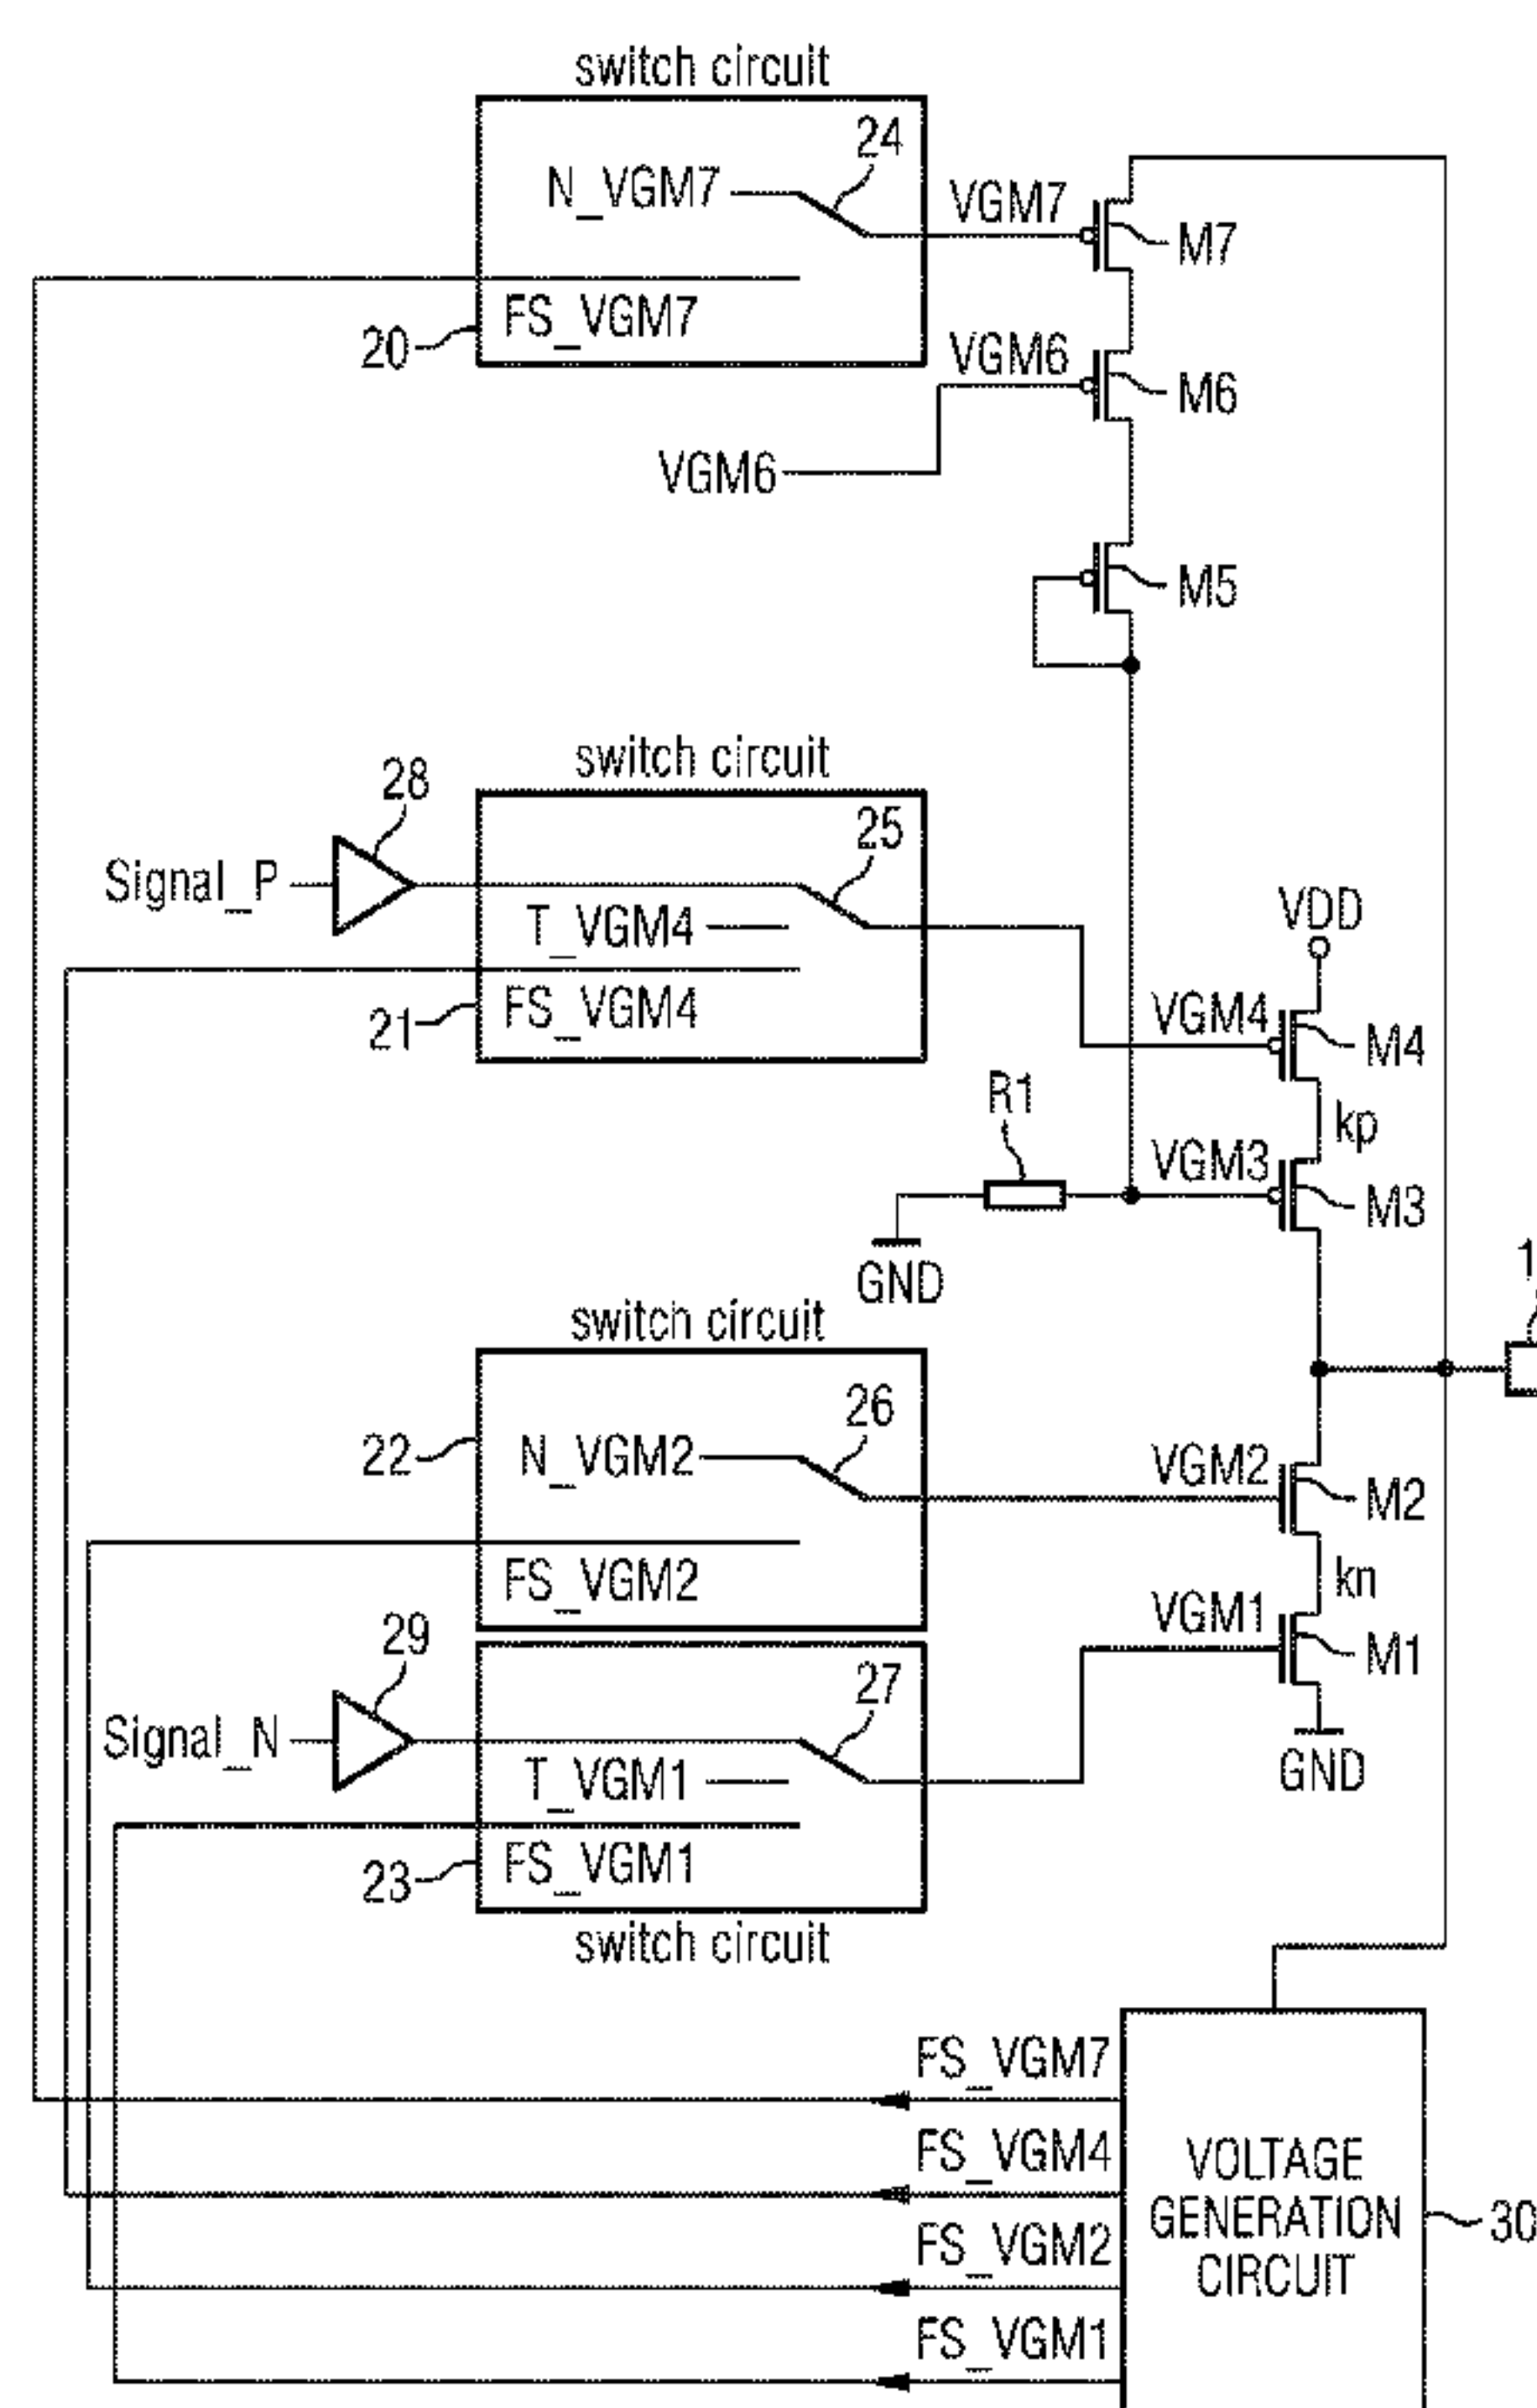 switch circuit
24
N_VGM7
VGM7
M7
FS_VGM7
20
VGM6
M6
VGM6
M5
switch circuit
28
25
Signal_P
T_VGM4
VDD
FS_VGM4
21
VGM4
M4
R1
kp
VGM3
M3
GND
1
switch circuit
26
22
N_VGM2
VGM2
M2
FS_VGM2
kn
29
VGM1
M1
27
Signal_N
T_VGM1
GND
FS_VGM1
23
switch circuit
FS_VGM7
FS_VGM4
VOLTAGE
GENERATION
CIRCUIT
30
FS_VGM2
FS_VGM1